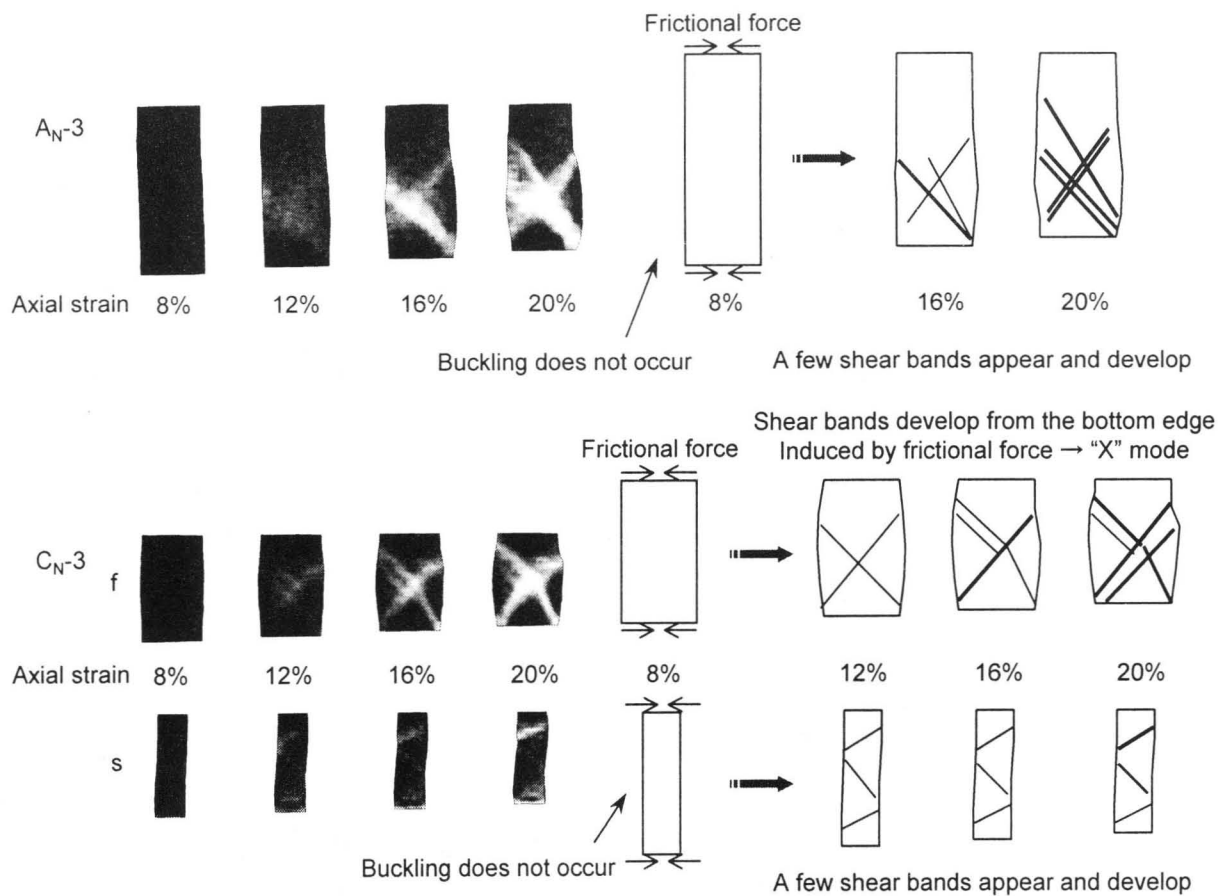 Frictional force
A_N-3
Axial strain 8% 12% 16% 20% 8% 16% 20%
Buckling does not occur A few shear bands appear and develop
Shear bands develop from the bottom edge
Frictional force Induced by frictional force → “X” mode
C_N-3
f
Axial strain 8% 12% 16% 20% 8% 12% 16% 20%
s
Buckling does not occur
A few shear bands appear and develop